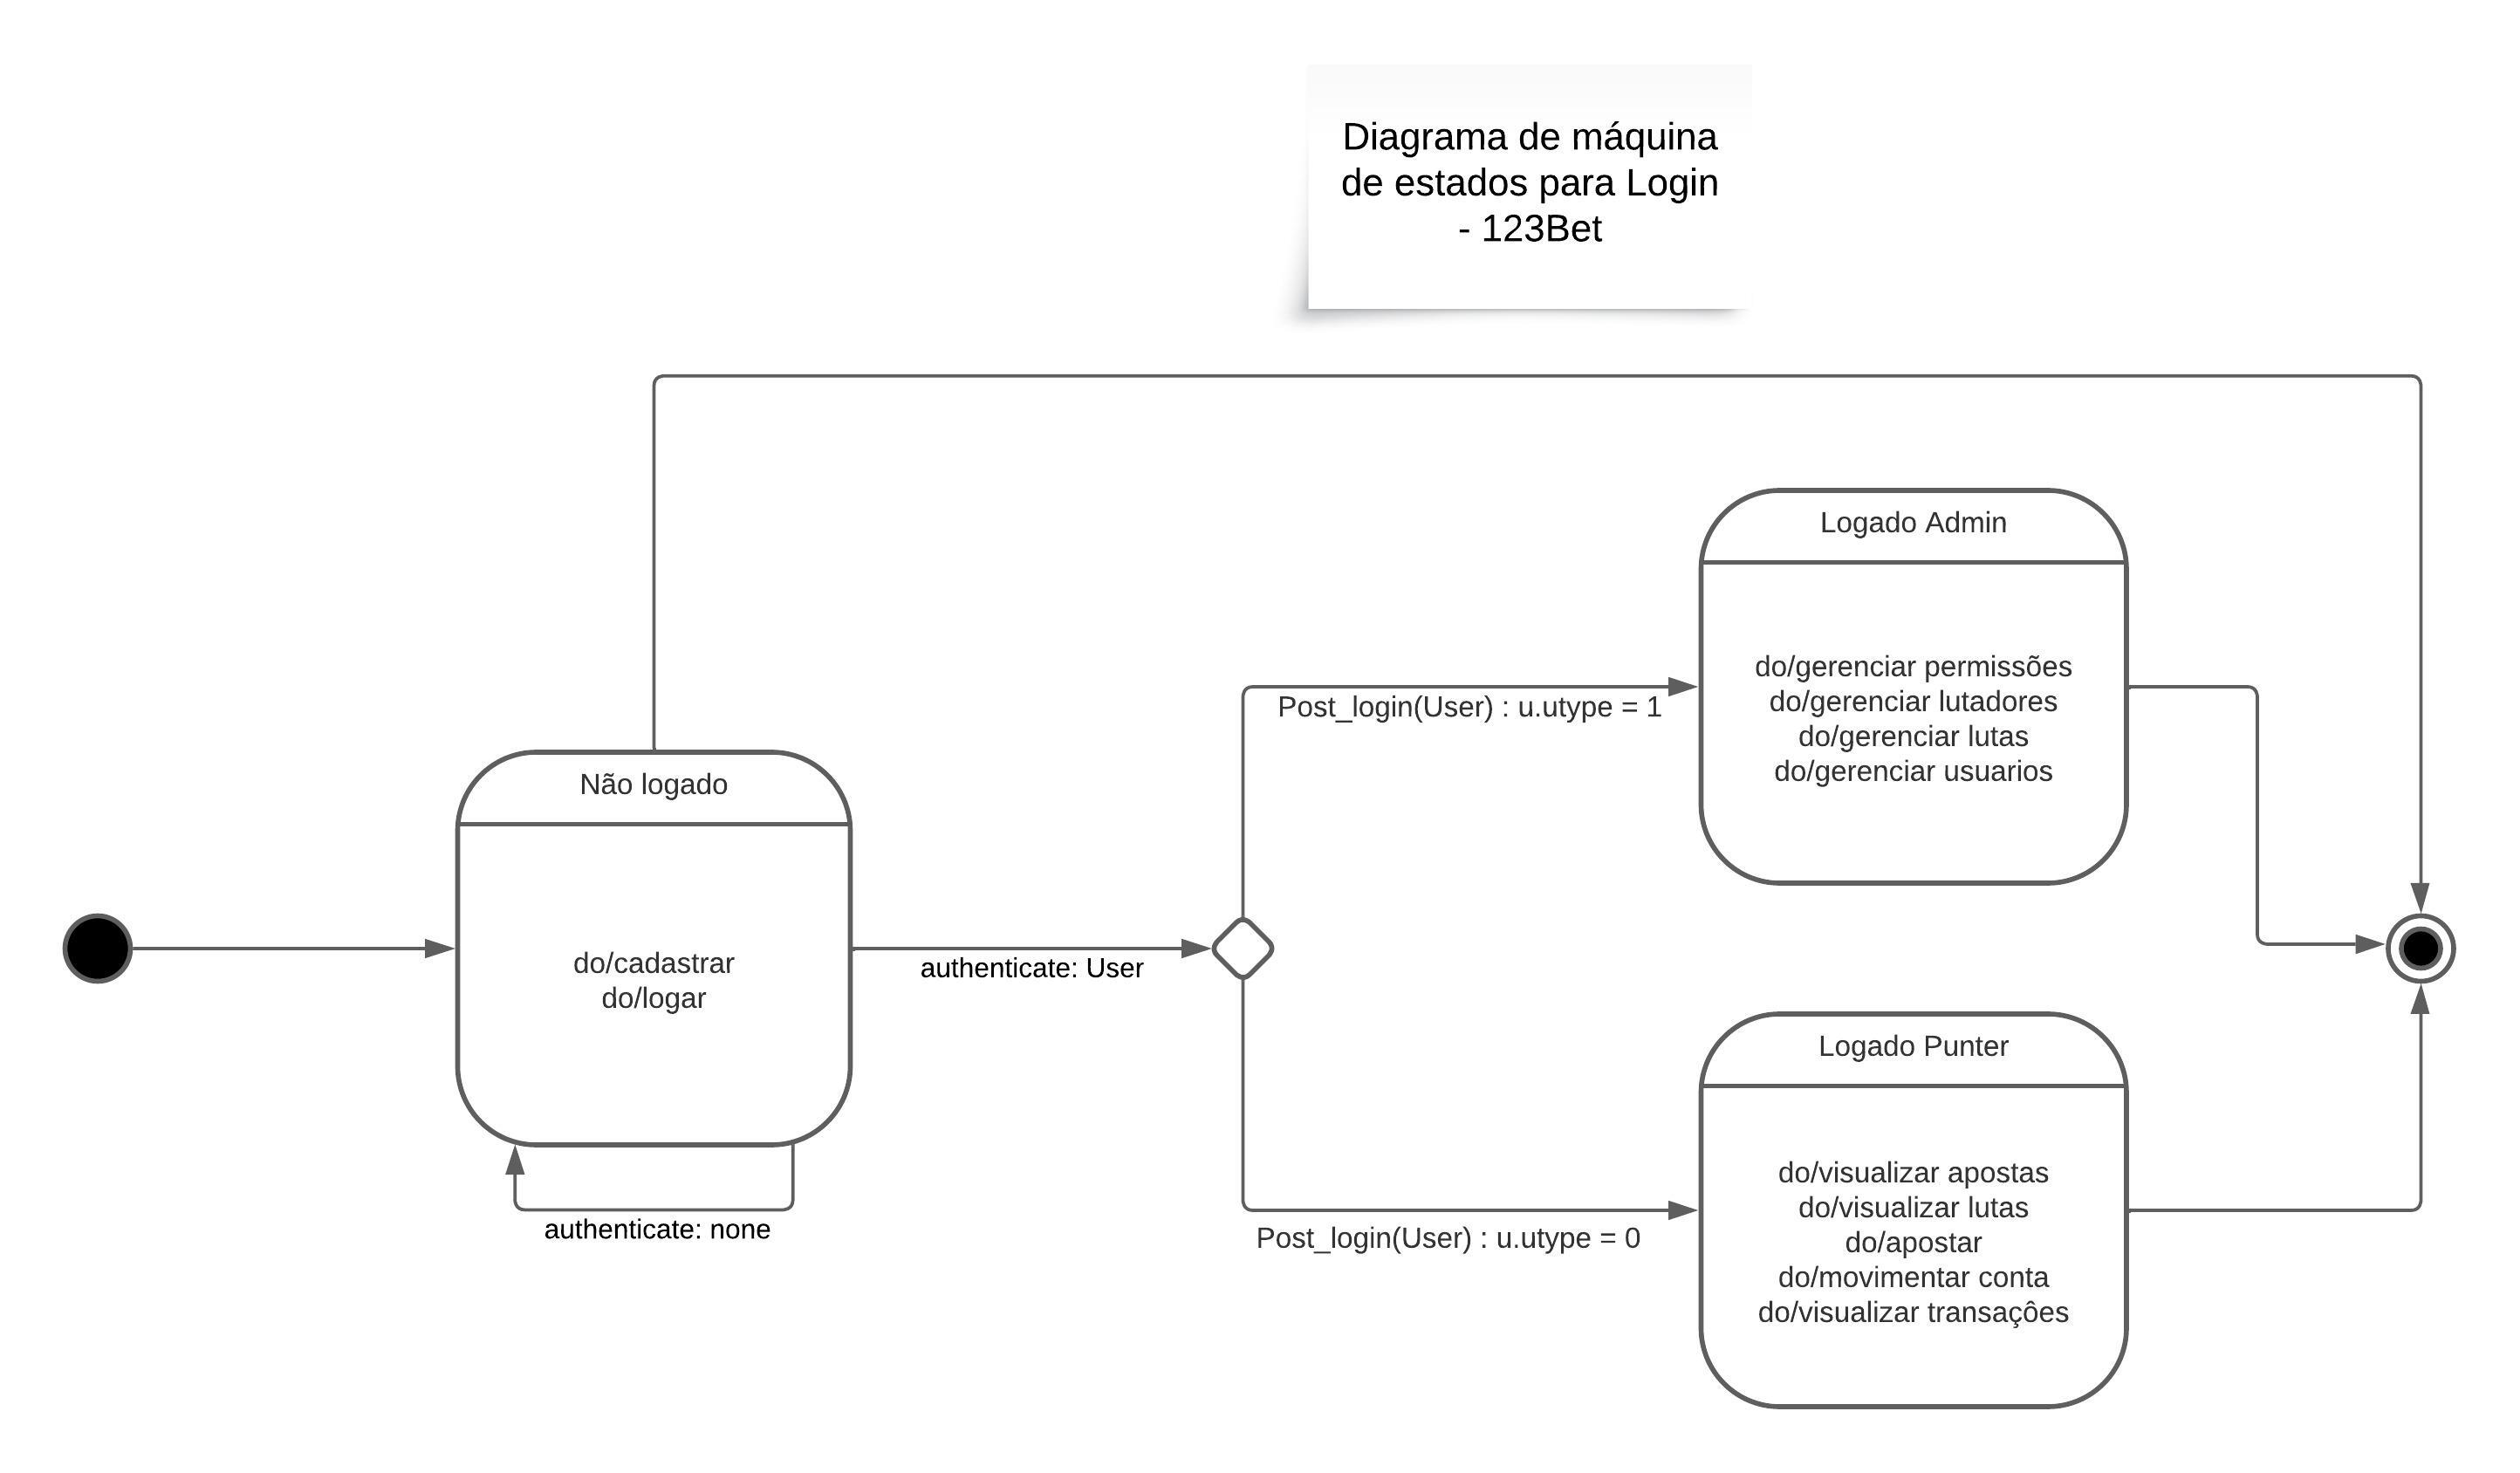 Diagrama de máquina
de estados para Login
- 123Bet
Não logado
do/cadastrar
do/logar
authenticate: none
authenticate: User
Post_login(User) : u.utype = 1
Post_login(User) : u.utype = 0
Logado Admin
do/gerenciar permissões
do/gerenciar lutadores
do/gerenciar lutas
do/gerenciar usuarios
Logado Punter
do/visualizar apostas
do/visualizar lutas
do/apostar
do/movimentar conta
do/visualizar transaçôes